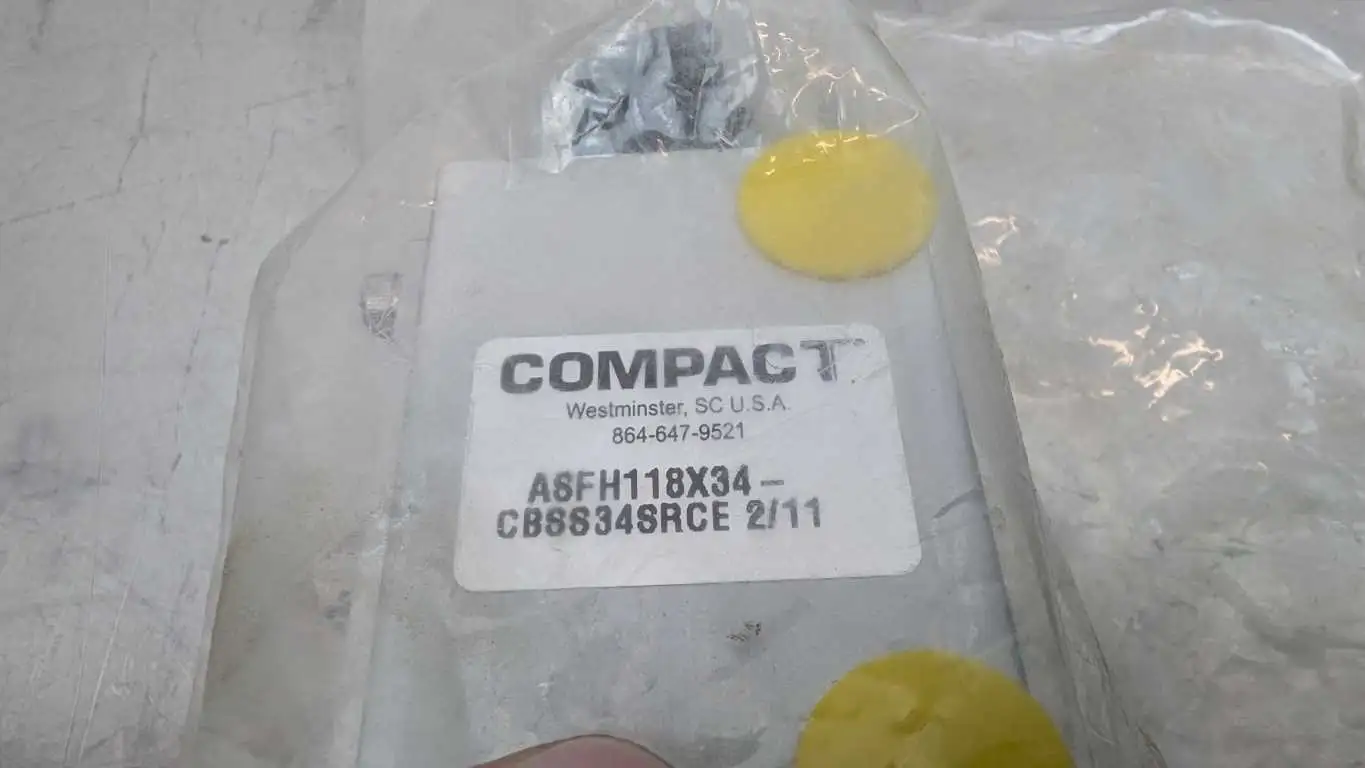 COMPACT
Westminster, SC U.S.A.
864-647-9521
ASFH118X34-
CBSS34SRCE 2/11